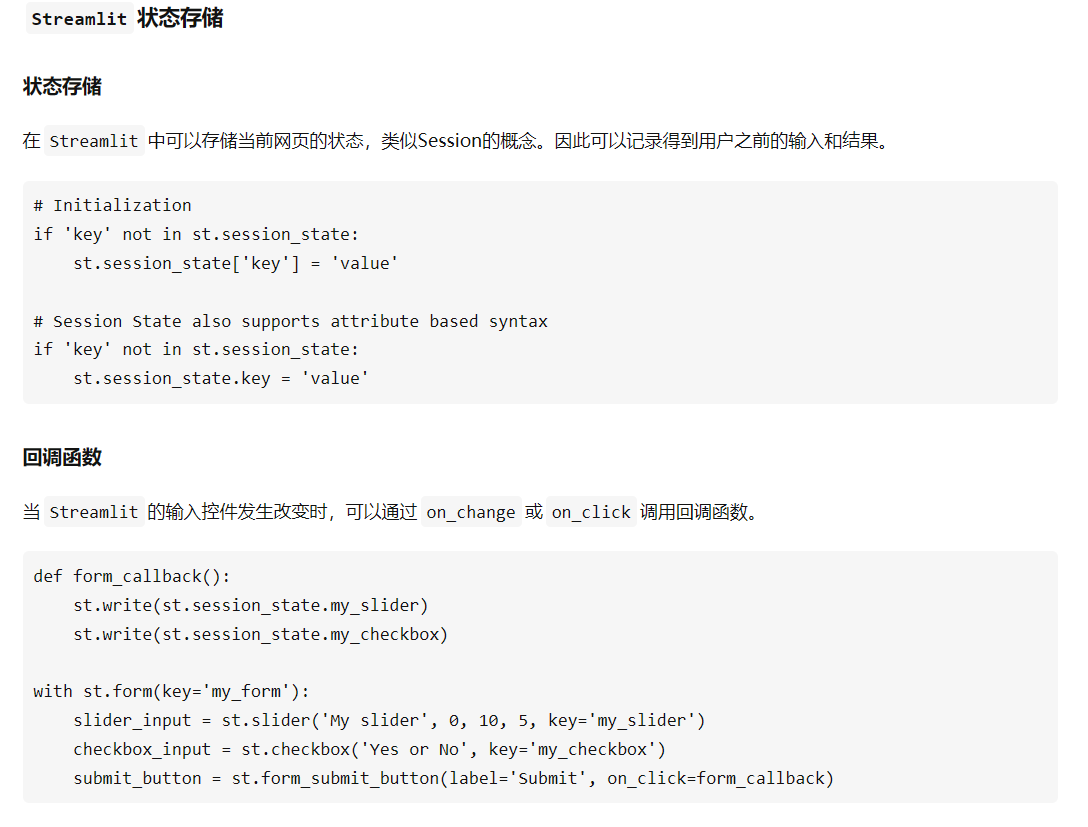 Streamlit 状态存储
状态存储
在 Streamlit 中可以存储当前网页的状态，类似Session的概念。因此可以记录得到用户之前的输入和结果。
# Initialization
if 'key' not in st.session_state:
    st.session_state['key'] = 'value'
# Session State also supports attribute based syntax
if 'key' not in st.session_state:
    st.session_state.key = 'value'
回调函数
当 Streamlit 的输入控件发生改变时，可以通过 on_change 或 on_click 调用回调函数。
def form_callback():
    st.write(st.session_state.my_slider)
    st.write(st.session_state.my_checkbox)
with st.form(key='my_form'):
    slider_input = st.slider('My slider', 0, 10, 5, key='my_slider')
    checkbox_input = st.checkbox('Yes or No', key='my_checkbox')
    submit_button = st.form_submit_button(label='Submit', on_click=form_callback)